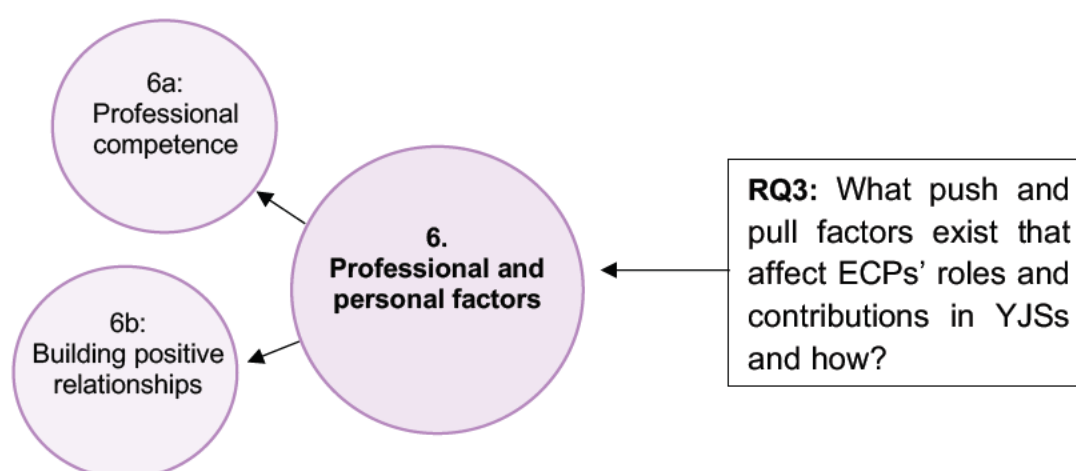 6a:
Professional
competence
6.
Professional and
personal factors
6b:
Building positive
relationships
RQ3: What push and
pull factors exist that
affect ECPs’ roles and
contributions in YJSs
and how?